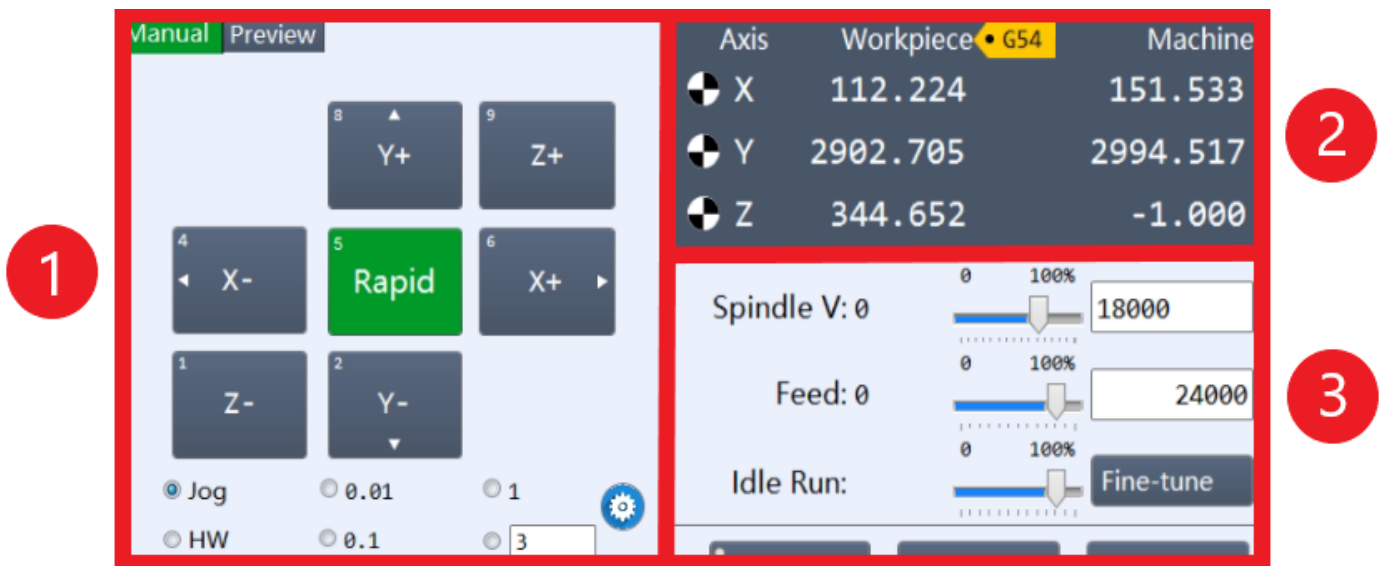 1
Manual Preview
8
Y+
9
Z+
4
X-
5
Rapid
6
X+
1
Z-
2
Y-
Jog 0.01 1
HW 0.1 3
Axis Workpiece G54 Machine
X 112.224 151.533
Y 2902.705 2994.517
Z 344.652 -1.000
2
0 100%
Spindle V: 0 18000
0 100%
Feed: 0 24000
0 100%
Idle Run: Fine-tune
3